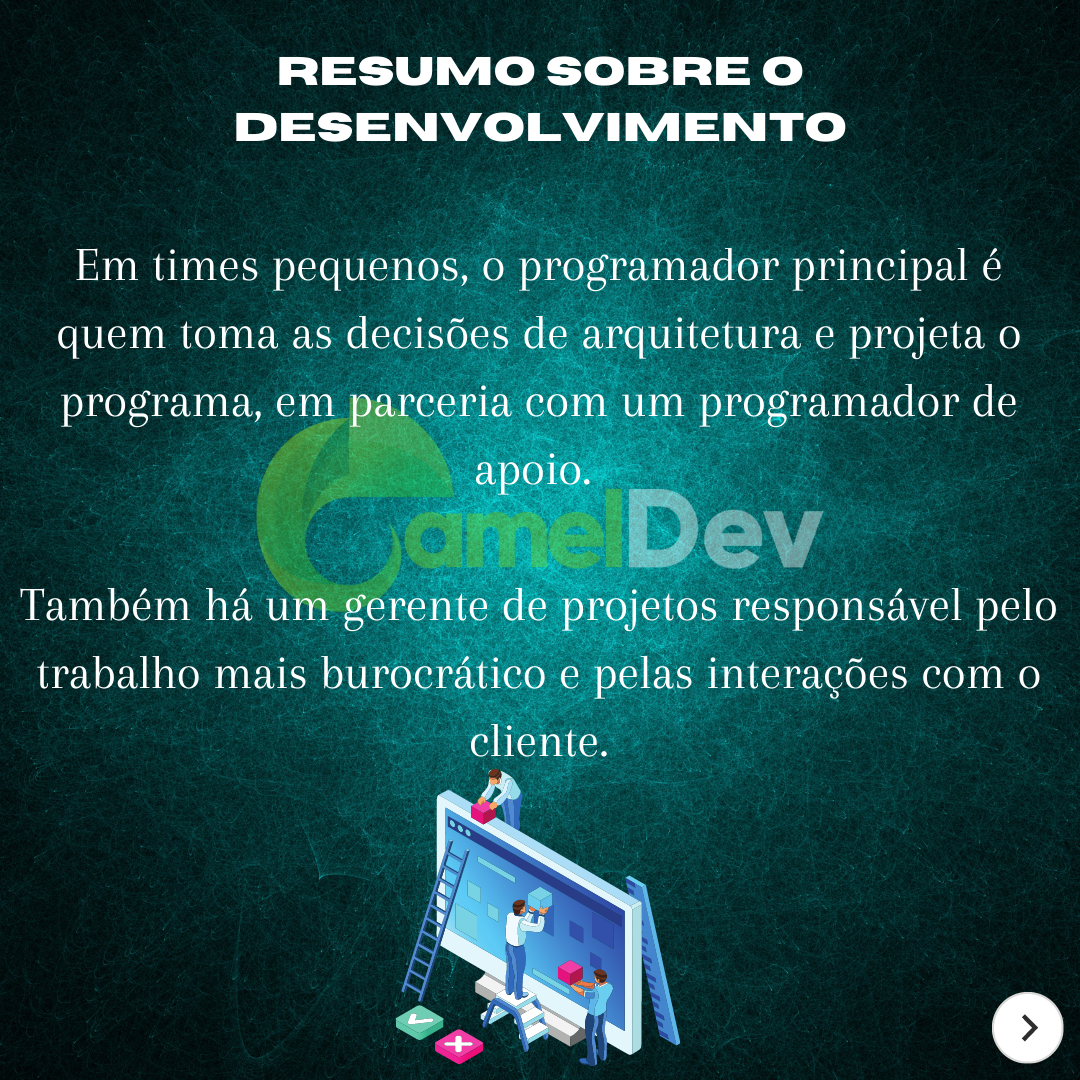 RESUMO SOBRE O
DESENVOLVIMENTO
Em times pequenos, o programador principal é
quem toma as decisões de arquitetura e projeta o
programa, em parceria com um programador de
apoio.
CamelDev
Também há um gerente de projetos responsável pelo
trabalho mais burocrático e pelas interações com o
cliente.